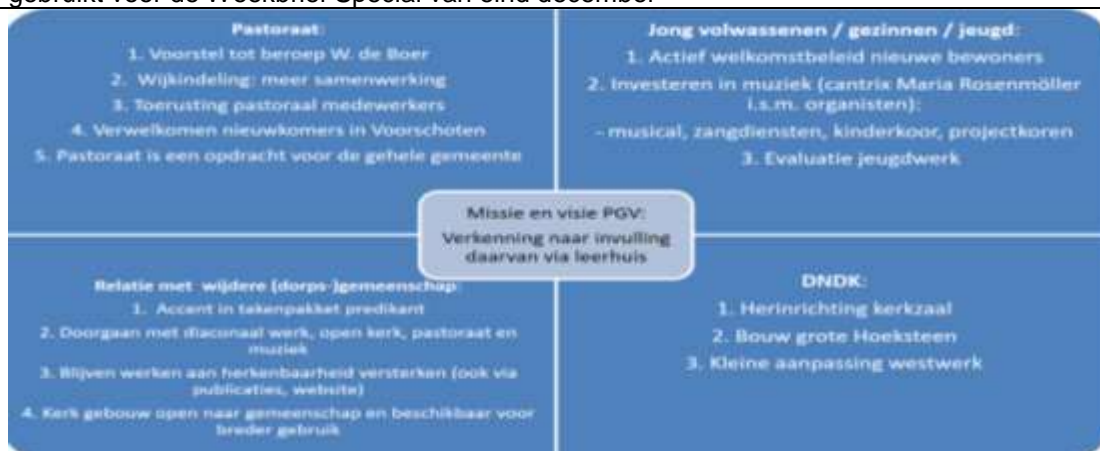 gebruikt voor de Weekbrief Special van eind december
Pastoraat:
1. Voorstel tot beroep W. de Boer
2. Wijkindeling: meer samenwerking
3. Toerusting pastoraal medewerkers
4. Verwelkomen nieuwkomers in Voorschoten
5. Pastoraat is een opdracht voor de gehele gemeente
Jong volwassenen / gezinnen / jeugd:
1. Actief welkomstbeleid nieuwe bewoners
2. Investeren in muziek (cantrix Maria Rosenmöller
i.s.m. organisten):
- musical, zangdiensten, kinderkoor, projectkoren
3. Evaluatie jeugdwerk
Missie en visie PGV:
Verkenning naar invulling
daarvan via leerhuis
Relatie met wijdere (dorps-)gemeenschap:
1. Accent in takenpakket predikant
2. Doorgaan met diaconaal werk, open kerk, pastoraat en
muziek
3. Blijven werken aan herkenbaarheid versterken (ook via
publicaties, website)
4. Kerk gebouw open naar gemeenschap en beschikbaar voor
breder gebruik
DNDK:
1. Herinrichting kerkzaal
2. Bouw grote Hoeksteen
3. Kleine aanpassing westwerk